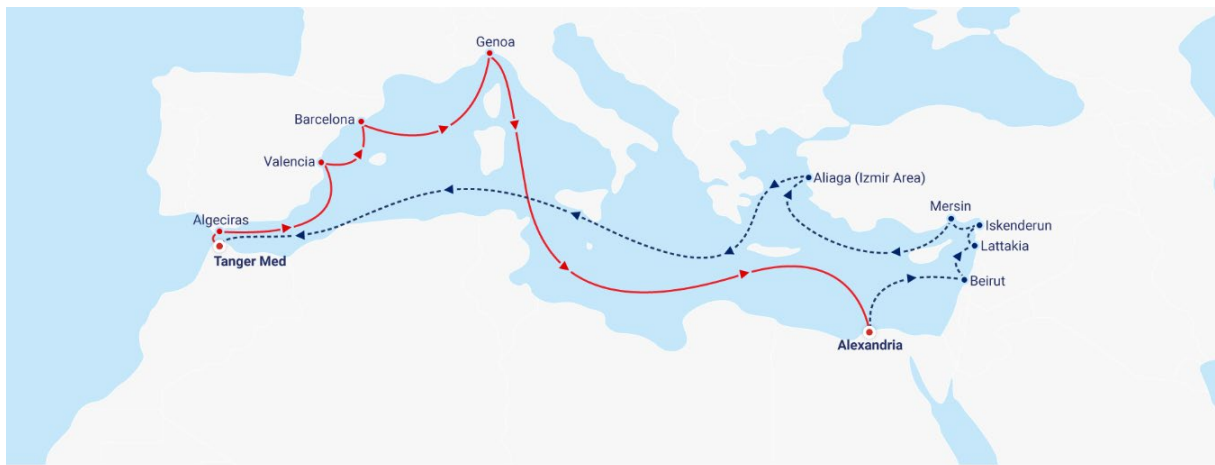 Genoa
Barcelona
Valencia
Aliaga (Izmir Area)
Mersin
Algeciras
Iskenderun
Lattakia
Tanger Med
Beirut
Alexandria